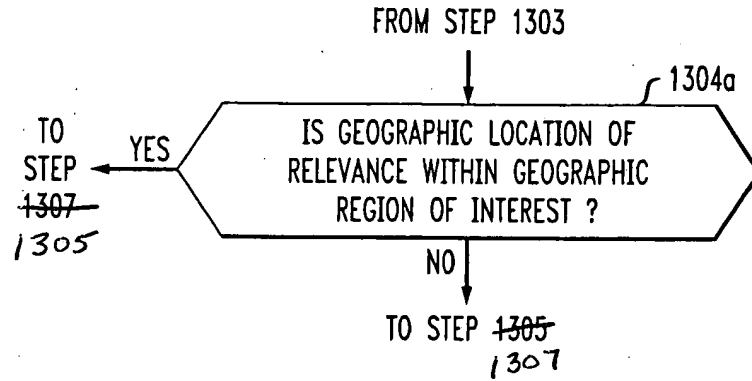 FROM STEP 1303
1304a
IS GEOGRAPHIC LOCATION OF
RELEVANCE WITHIN GEOGRAPHIC
REGION OF INTEREST ?
YES
TO
STEP
1307
1305
NO
TO STEP 1305
1307